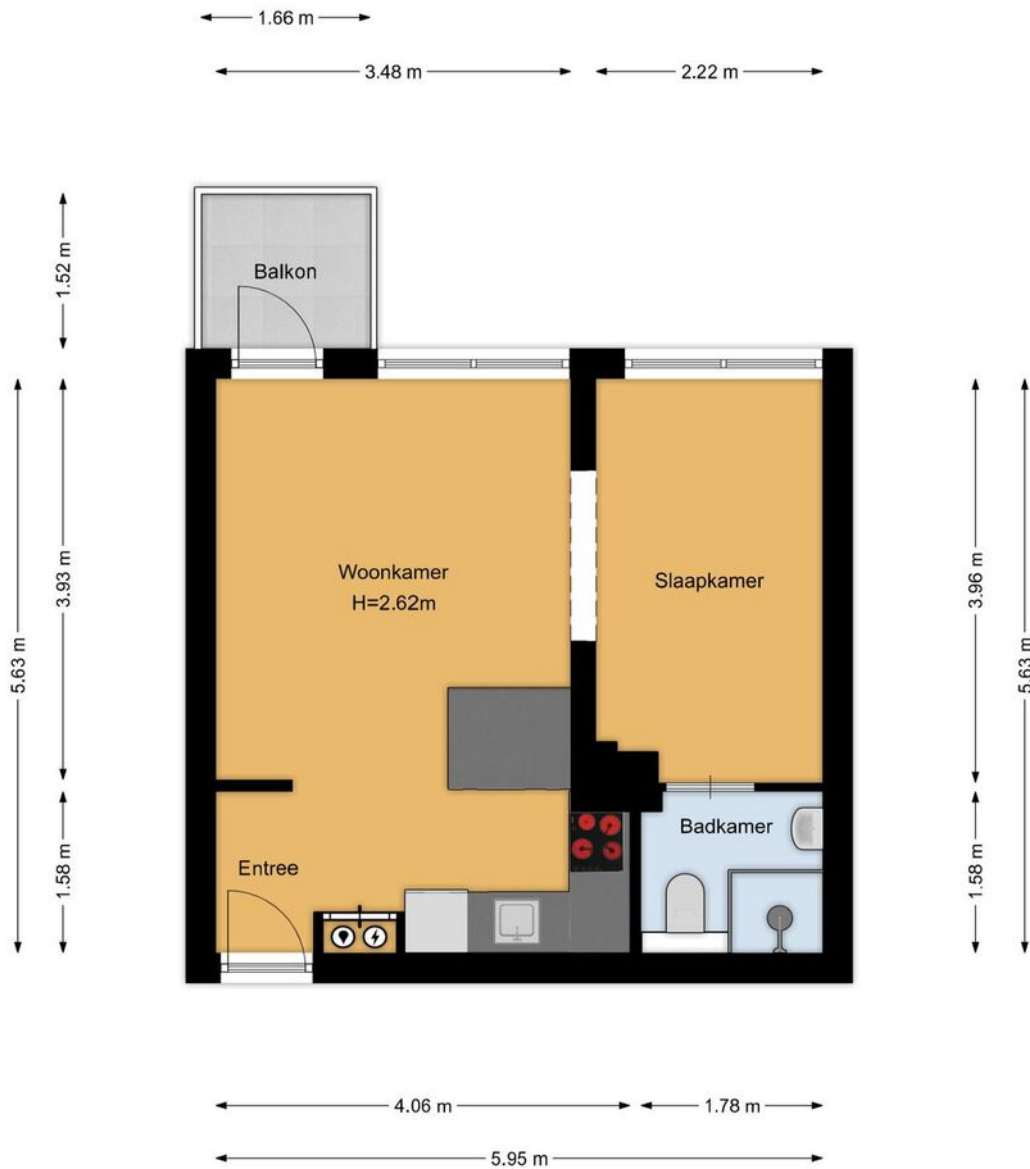 1.66 m
3.48 m
2.22 m
1.52 m
Balkon
3.93 m
3.96 m
Woonkamer
H=2.62m
Slaapkamer
5.63 m
5.63 m
Badkamer
1.58 m
1.58 m
Entree
4.06 m
1.78 m
5.95 m